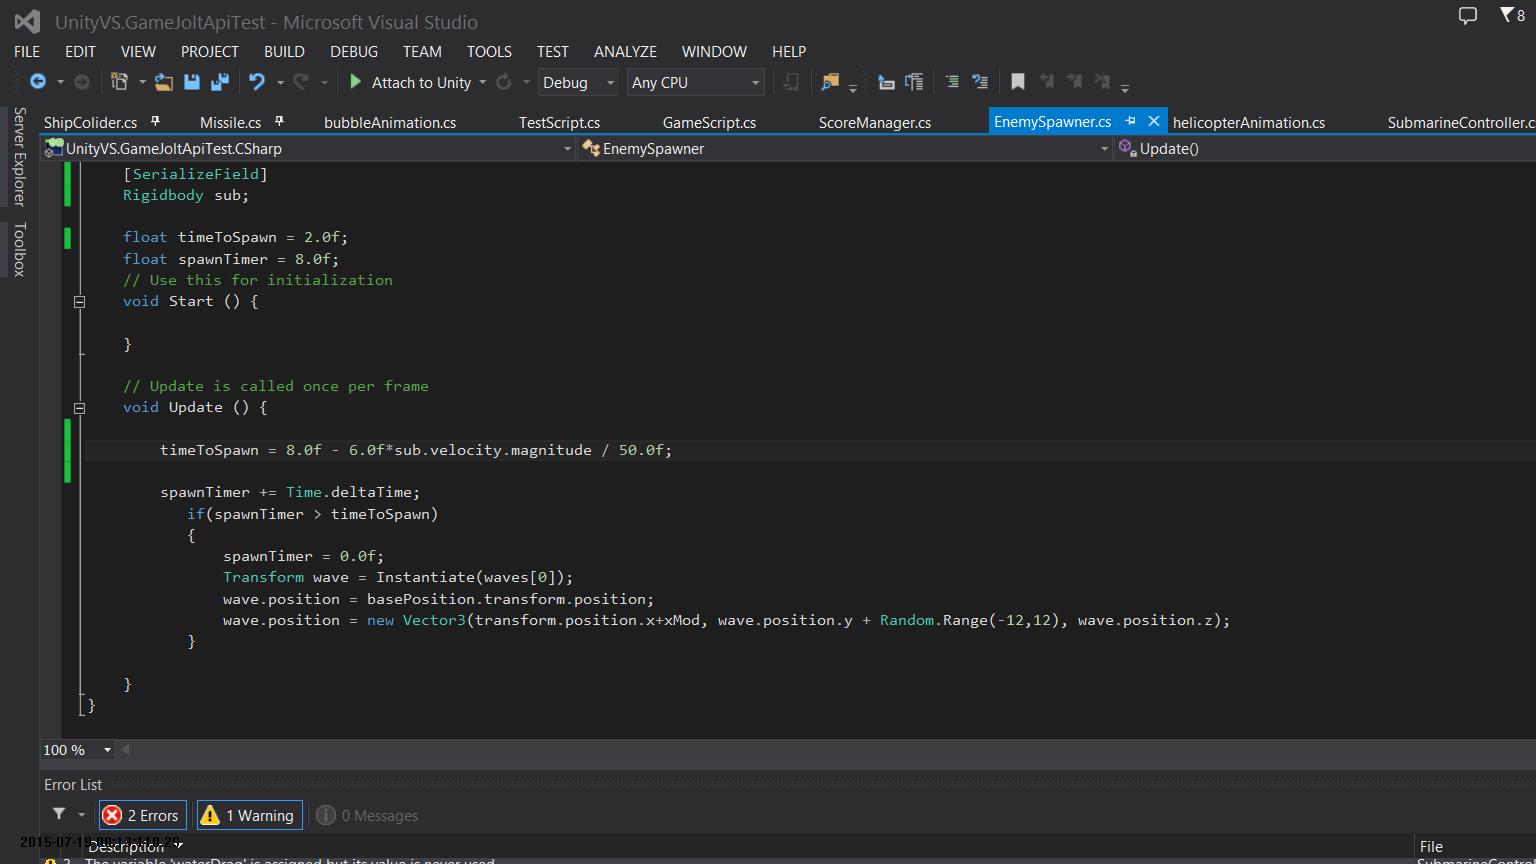 UnityVS.GameJoltApiTest - Microsoft Visual Studio
8
FILE EDIT VIEW PROJECT BUILD DEBUG TEAM TOOLS TEST ANALYZE WINDOW HELP
Attach to Unity Debug Any CPU
Server Explorer
Toolbox
ShipColider.cs Missile.cs bubbleAnimation.cs TestScript.cs GameScript.cs ScoreManager.cs EnemySpawner.cs helicopterAnimation.cs SubmarineController.cs
UnityVS.GameJoltApiTest.CSharp EnemySpawner Update()
[SerializeField]
Rigidbody sub;
float timeToSpawn = 2.0f;
float spawnTimer = 8.0f;
// Use this for initialization
void Start () {
}
// Update is called once per frame
void Update () {
timeToSpawn = 8.0f - 6.0f*sub.velocity.magnitude / 50.0f;
spawnTimer += Time.deltaTime;
if(spawnTimer > timeToSpawn)
{
spawnTimer = 0.0f;
Transform wave = Instantiate(waves[0]);
wave.position = basePosition.transform.position;
wave.position = new Vector3(transform.position.x+xMod, wave.position.y + Random.Range(-12,12), wave.position.z);
}
}
}
100 %
Error List
2 Errors 1 Warning 0 Messages
Description File
The variable 'waterDrag' is assigned but its value is never used